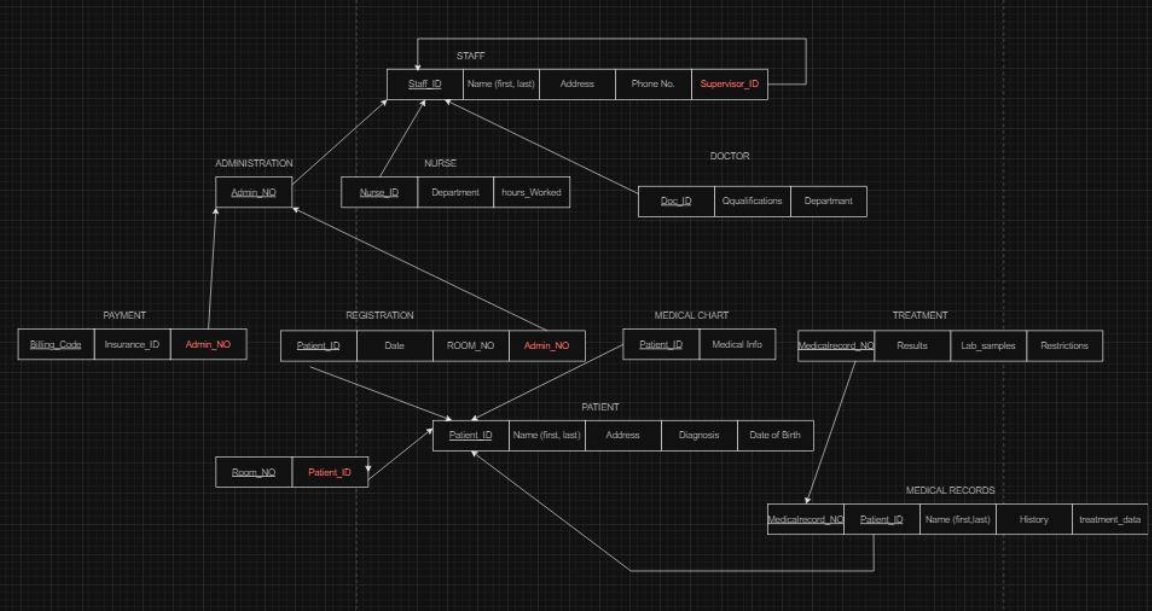 STAFF
Staff_ID Name (first, last) Address Phone No. Supervisor_ID
ADMINISTRATION
Admin_NO
NURSE
Nurse_ID Department hours_Worked
DOCTOR
Doc_ID Qqualifications Department
PAYMENT
Billing_Code Insurance_ID Admin_NO
REGISTRATION
Patient_ID Date ROOM_NO Admin_NO
MEDICAL CHART
Patient_ID Medical Info
TREATMENT
Medicalrecord_NO Results Lab_samples Restrictions
PATIENT
Patient_ID Name (first, last) Address Diagnosis Date of Birth
Room_NO Patient_ID
MEDICAL RECORDS
Medicalrecord_NO Patient_ID Name (first,last) History treatment_data